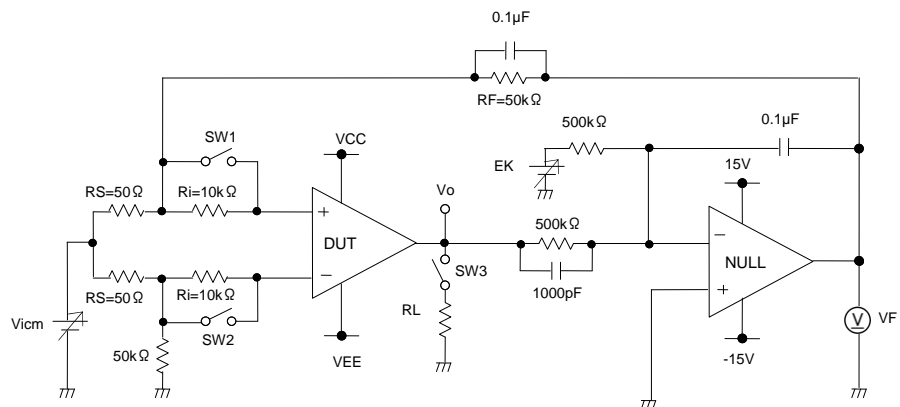 0.1µF
RF=50kΩ
0.1µF
500kΩ
SW1
VCC
EK
15V
RS=50Ω
Ri=10kΩ
Vo
+
DUT
500kΩ
−
NULL
−
SW3
+
RS=50Ω
Ri=10kΩ
1000pF
Vicm
RL
V
VF
SW2
50kΩ
VEE
-15V